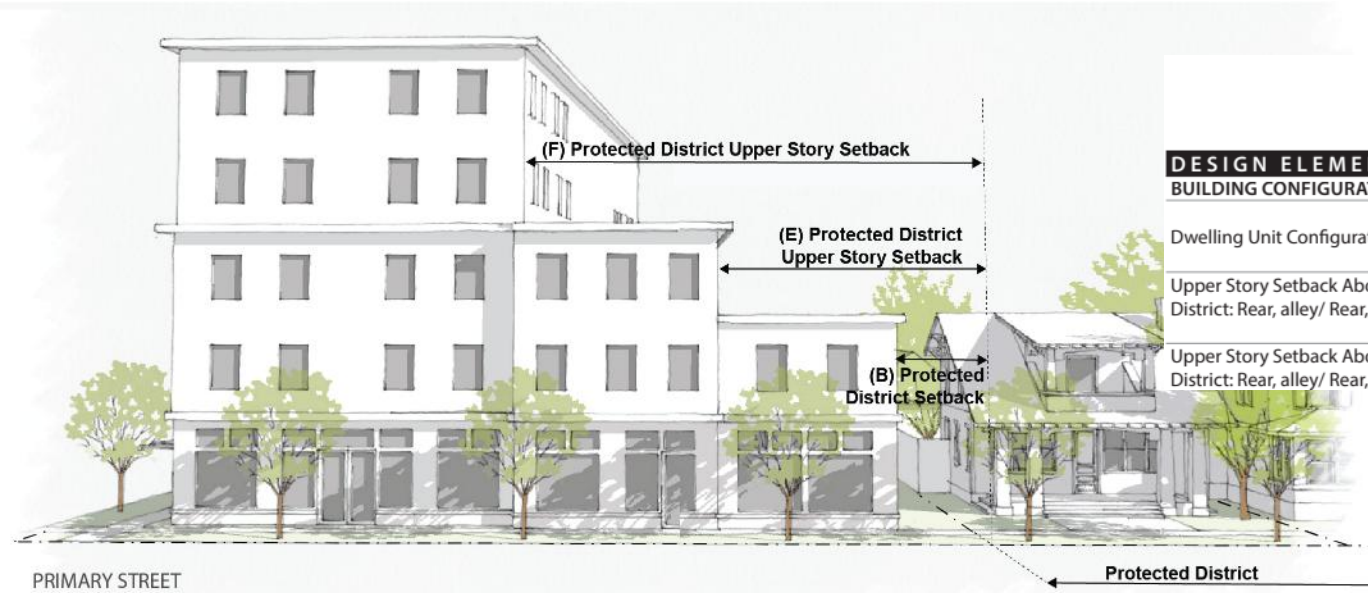 (F) Protected District Upper Story Setback
(E) Protected District
Upper Story Setback
(B) Protected
District Setback
DESIGN ELEME
BUILDING CONFIGURA
Dwelling Unit Configura
Upper Story Setback Abo
District: Rear, alley/ Rear,
Upper Story Setback Abo
District: Rear, alley/ Rear,
PRIMARY STREET
Protected District